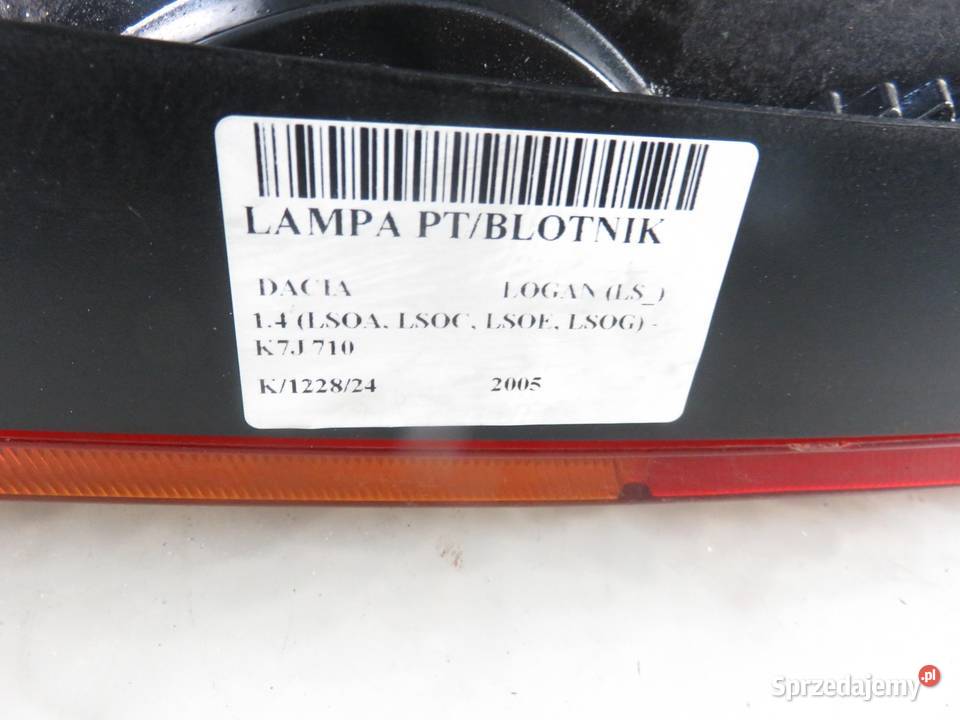 LAMPA PT/BLOTNIK
DACIA LOGAN (LS_)
1.4 (LSOA, LSOC, LSOE, LSOG) -
K7J 710
K/1228/24 2005
Sprzedajemy.pl